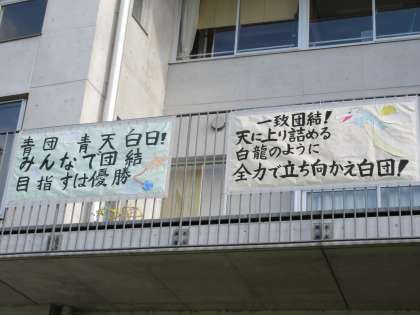 青団 青天白日!
みんなで団結
目指すは優勝
一致団結!
天に上り詰める
白龍のように
全力で立ち向かえ白団!